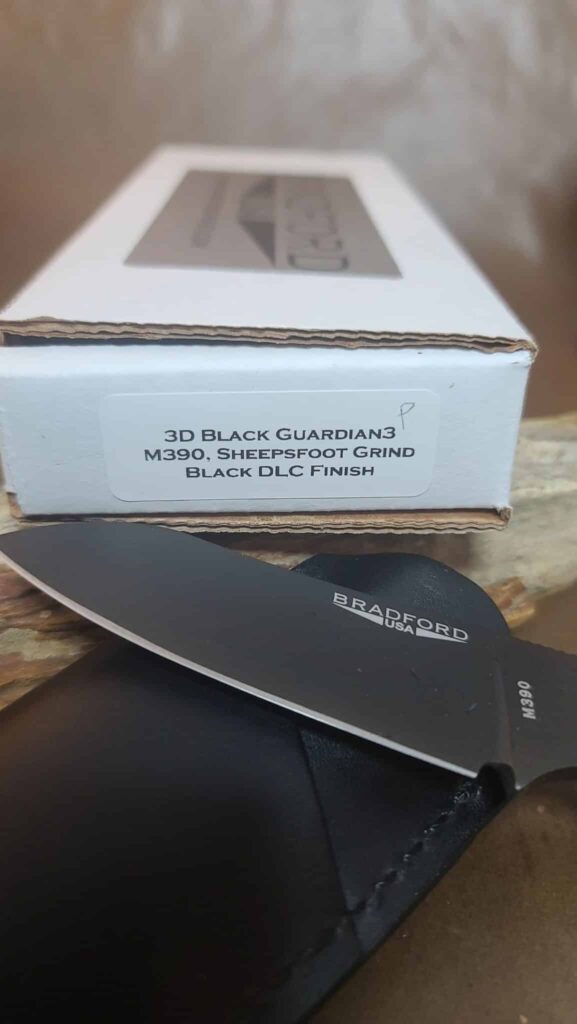 P
3D Black Guardian3
M390, Sheepsfoot Grind
Black DLC Finish
BRADFORD
USA
M390